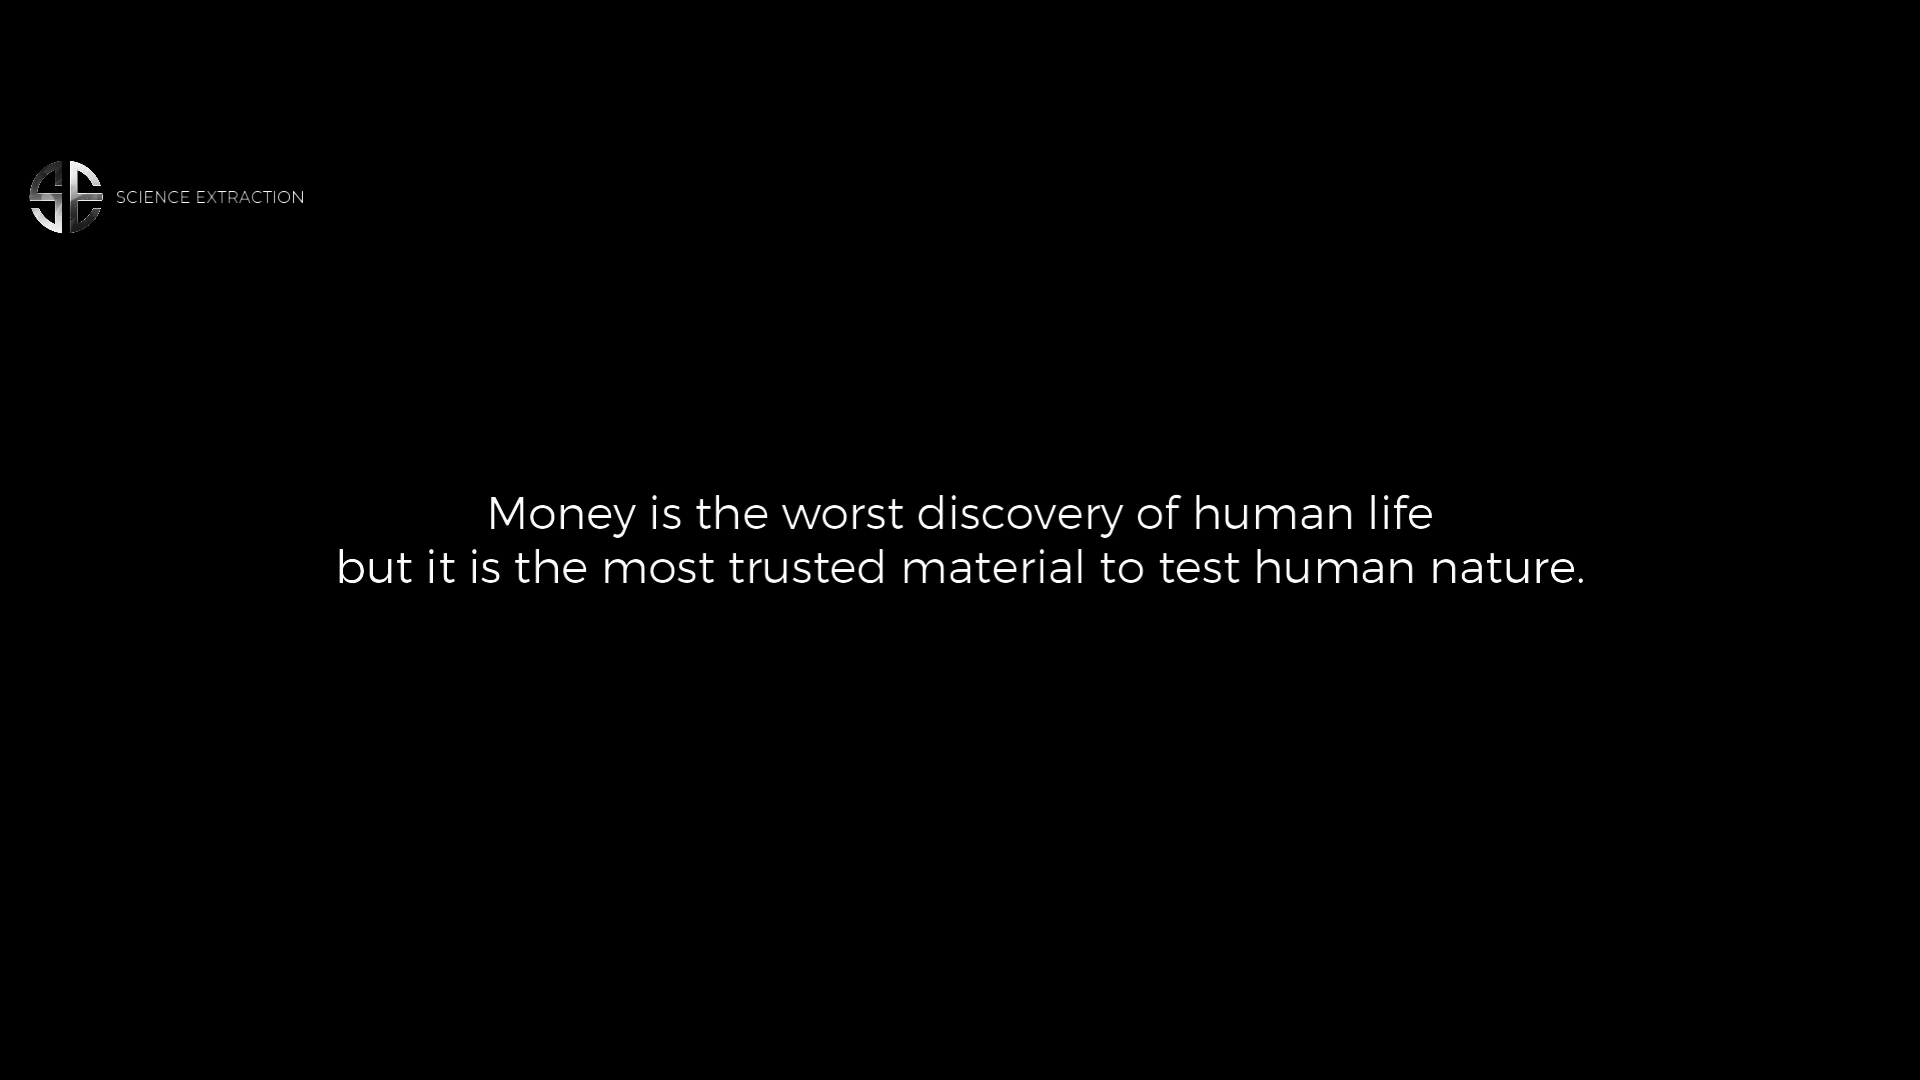 SCIENCE EXTRACTION
Money is the worst discovery of human life
but it is the most trusted material to test human nature.